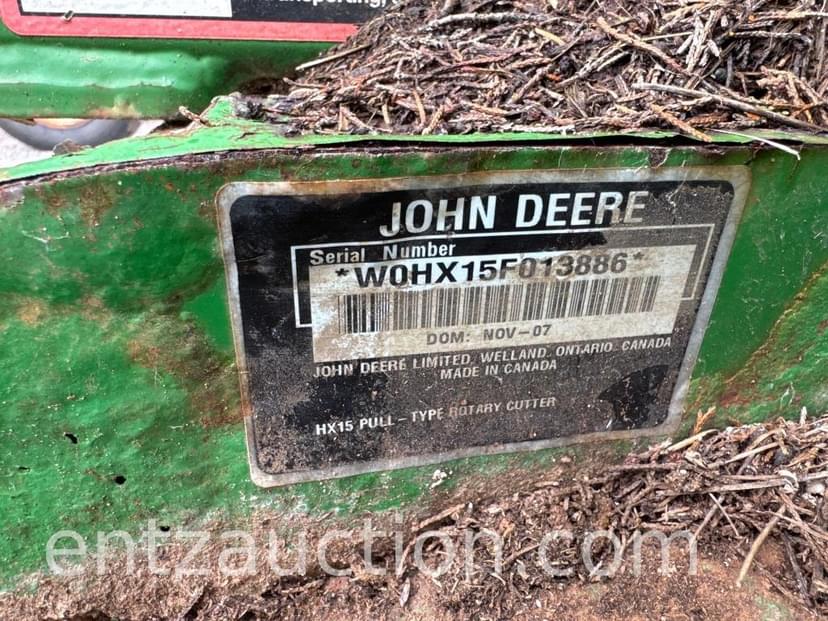 JOHN DEERE
Serial Number
*W0HX15F013886*
DOM: NOV-07
JOHN DEERE LIMITED, WELLAND, ONTARIO, CANADA
MADE IN CANADA
HX15 PULL-TYPE ROTARY CUTTER
entzauction.com